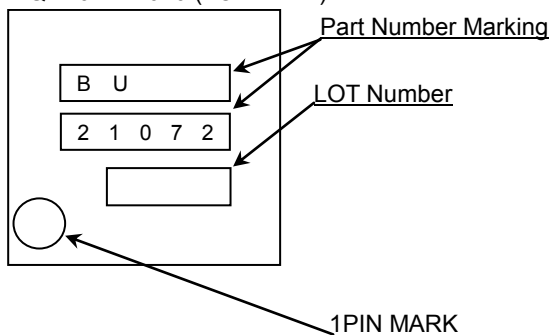 Part Number Marking
B U
2 1 0 7 2
LOT Number
1PIN MARK